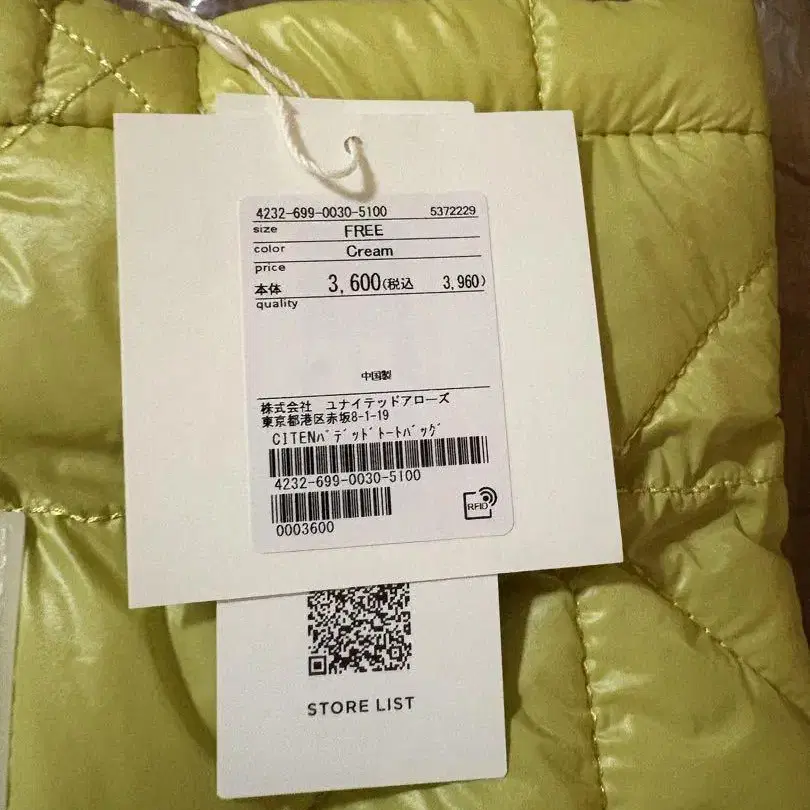 4232-699-0030-5100 5372229
size FREE
color Cream
price
本体 3,600(税込 3,960)
quality
中国製
株式会社 ユナイテッドアローズ
東京都港区赤坂8-1-19
CITENパデッドトートバッグ
4232-699-0030-5100
0003600
RFID
STORE LIST